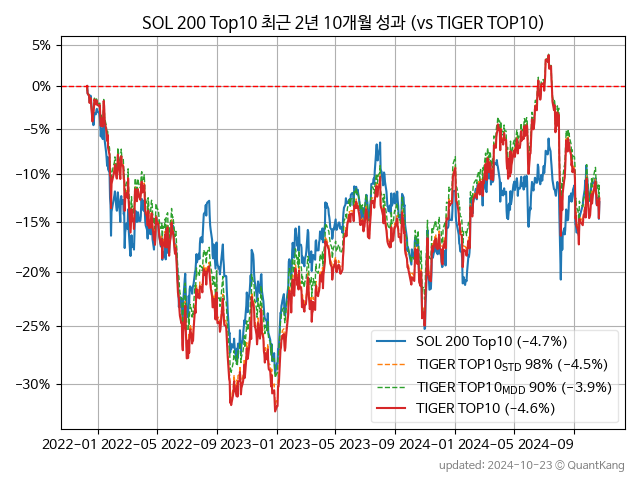 SOL 200 Top10 최근 2년 10개월 성과 (vs TIGER TOP10)
5%
0%
−5%
−10%
−15%
−20%
−25%
−30%
SOL 200 Top10 (−4.7%)
TIGER TOP10STD 98% (−4.5%)
TIGER TOP10MDD 90% (−3.9%)
TIGER TOP10 (−4.6%)
2022−01 2022−05 2022−09 2023−01 2023−05 2023−09 2024−01 2024−05 2024−09
updated: 2024-10-23 ⓒ QuantKang